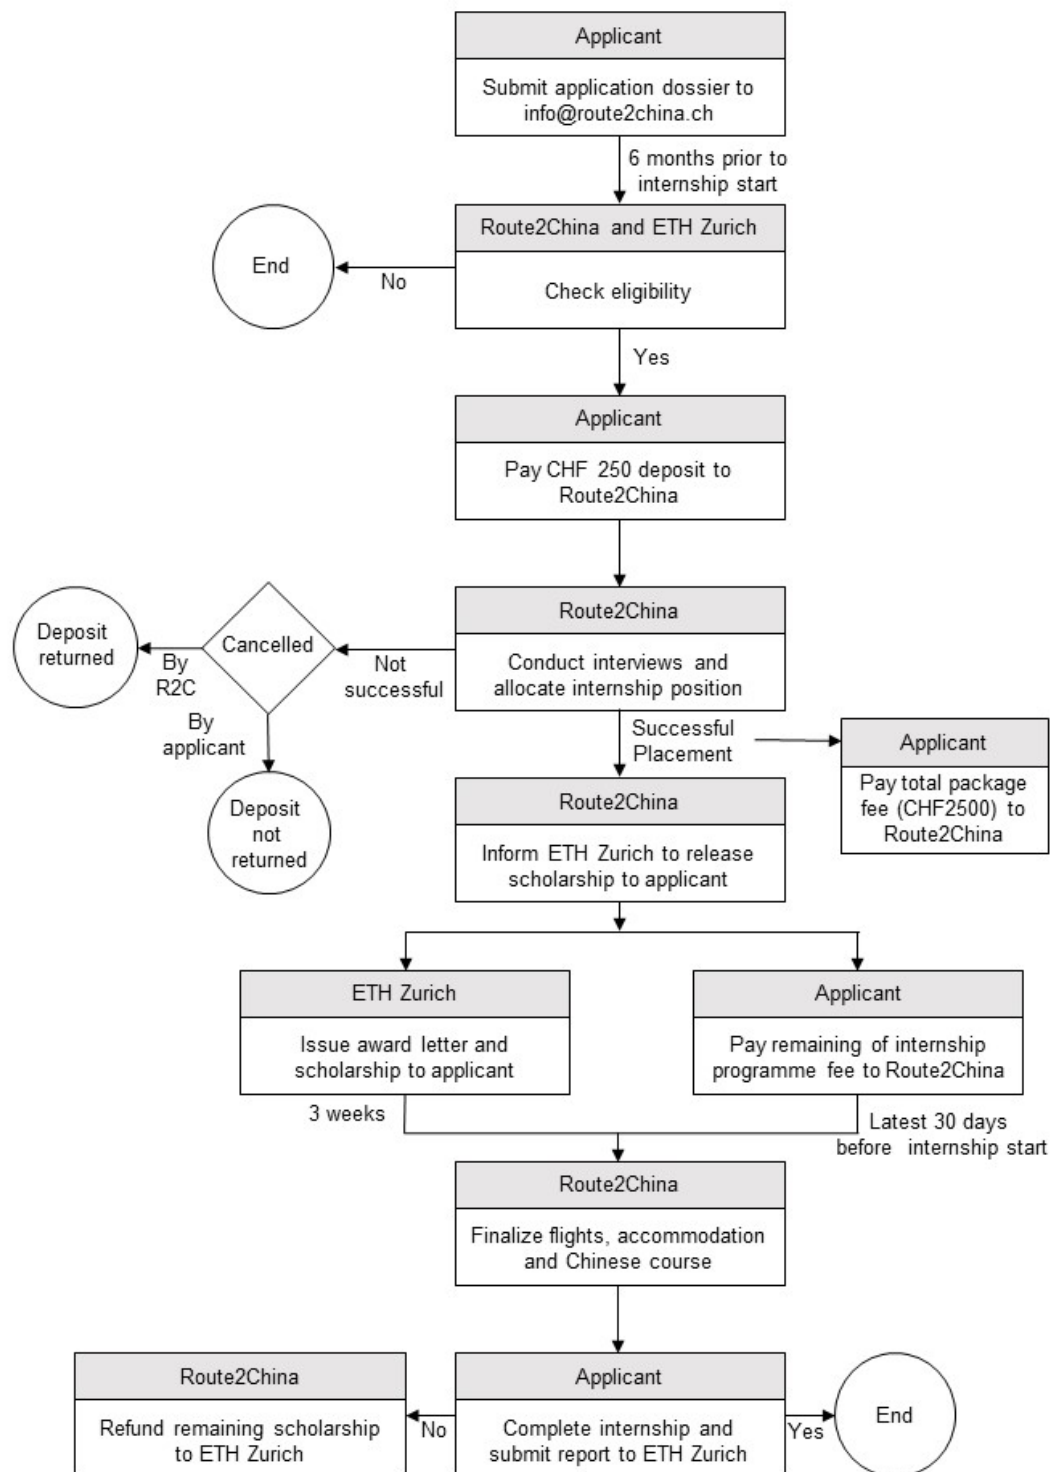 Applicant
Submit application dossier to
info@route2china.ch
6 months prior to
internship start
Route2China and ETH Zurich
Check eligibility
No
End
Yes
Applicant
Pay CHF 250 deposit to
Route2China
Route2China
Conduct interviews and
allocate internship position
Not
successful
Cancelled
By
R2C
Deposit
returned
By
applicant
Deposit
not
returned
Successful
Placement
Applicant
Pay total package
fee (CHF2500) to
Route2China
Route2China
Inform ETH Zurich to release
scholarship to applicant
ETH Zurich
Issue award letter and
scholarship to applicant
3 weeks
Applicant
Pay remaining of internship
programme fee to Route2China
Latest 30 days
before internship start
Route2China
Finalize flights, accommodation
and Chinese course
Applicant
Complete internship and
submit report to ETH Zurich
No
Route2China
Refund remaining scholarship
to ETH Zurich
Yes
End